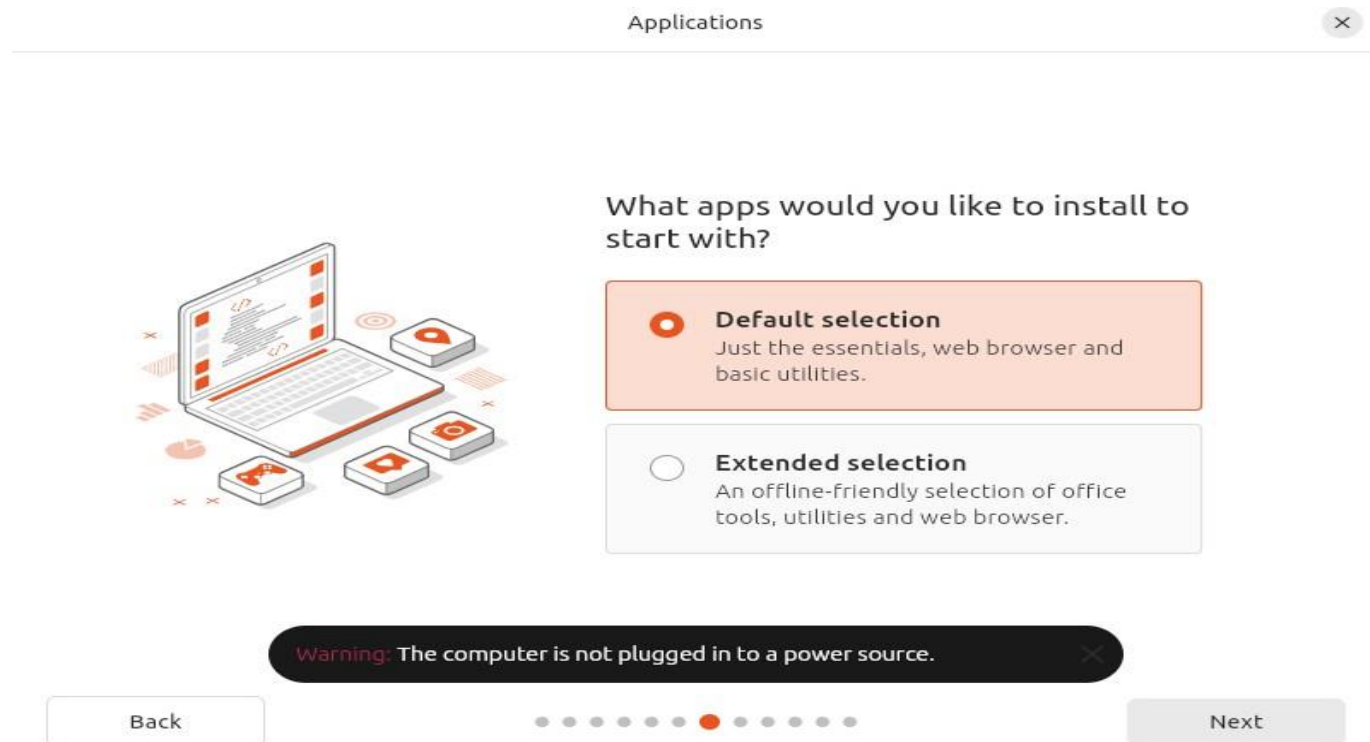 Applications
What apps would you like to install to
start with?
Default selection
Just the essentials, web browser and
basic utilities.
Extended selection
An offline-friendly selection of office
tools, utilities and web browser.
Warning: The computer is not plugged in to a power source.
Back
Next